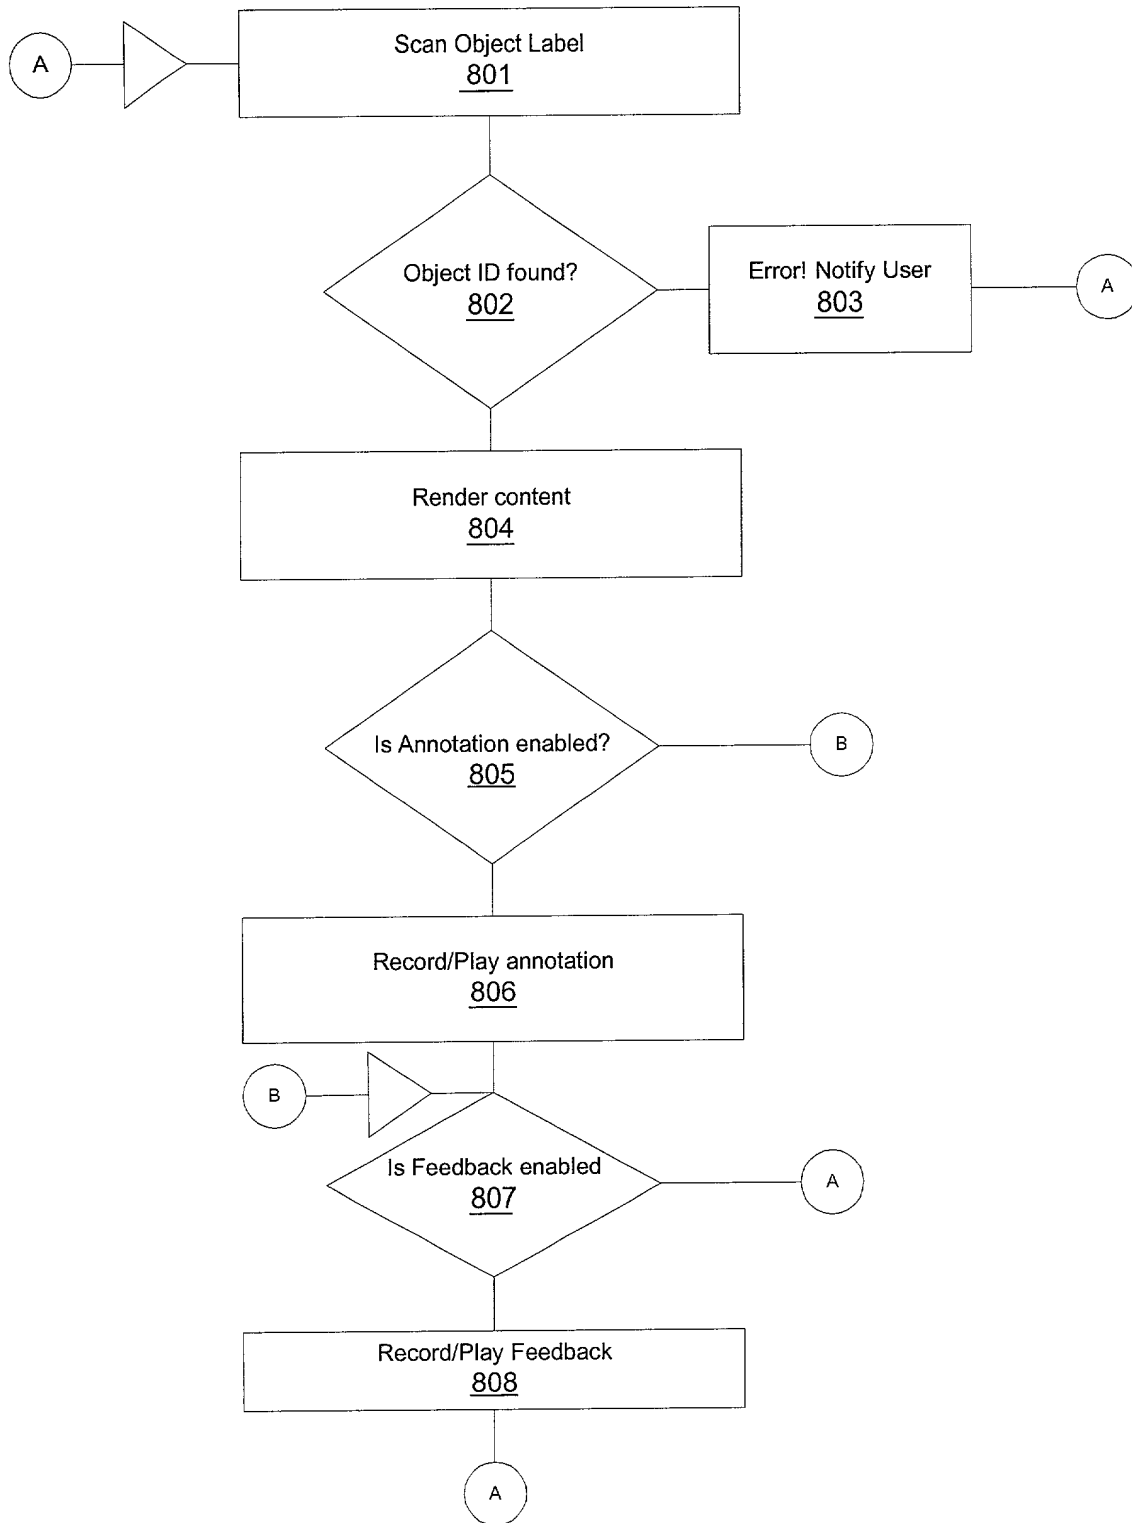 A
Scan Object Label
801
Object ID found?
802
Error! Notify User
803
A
Render content
804
Is Annotation enabled?
805
B
Record/Play annotation
806
B
Is Feedback enabled
807
A
Record/Play Feedback
808
A